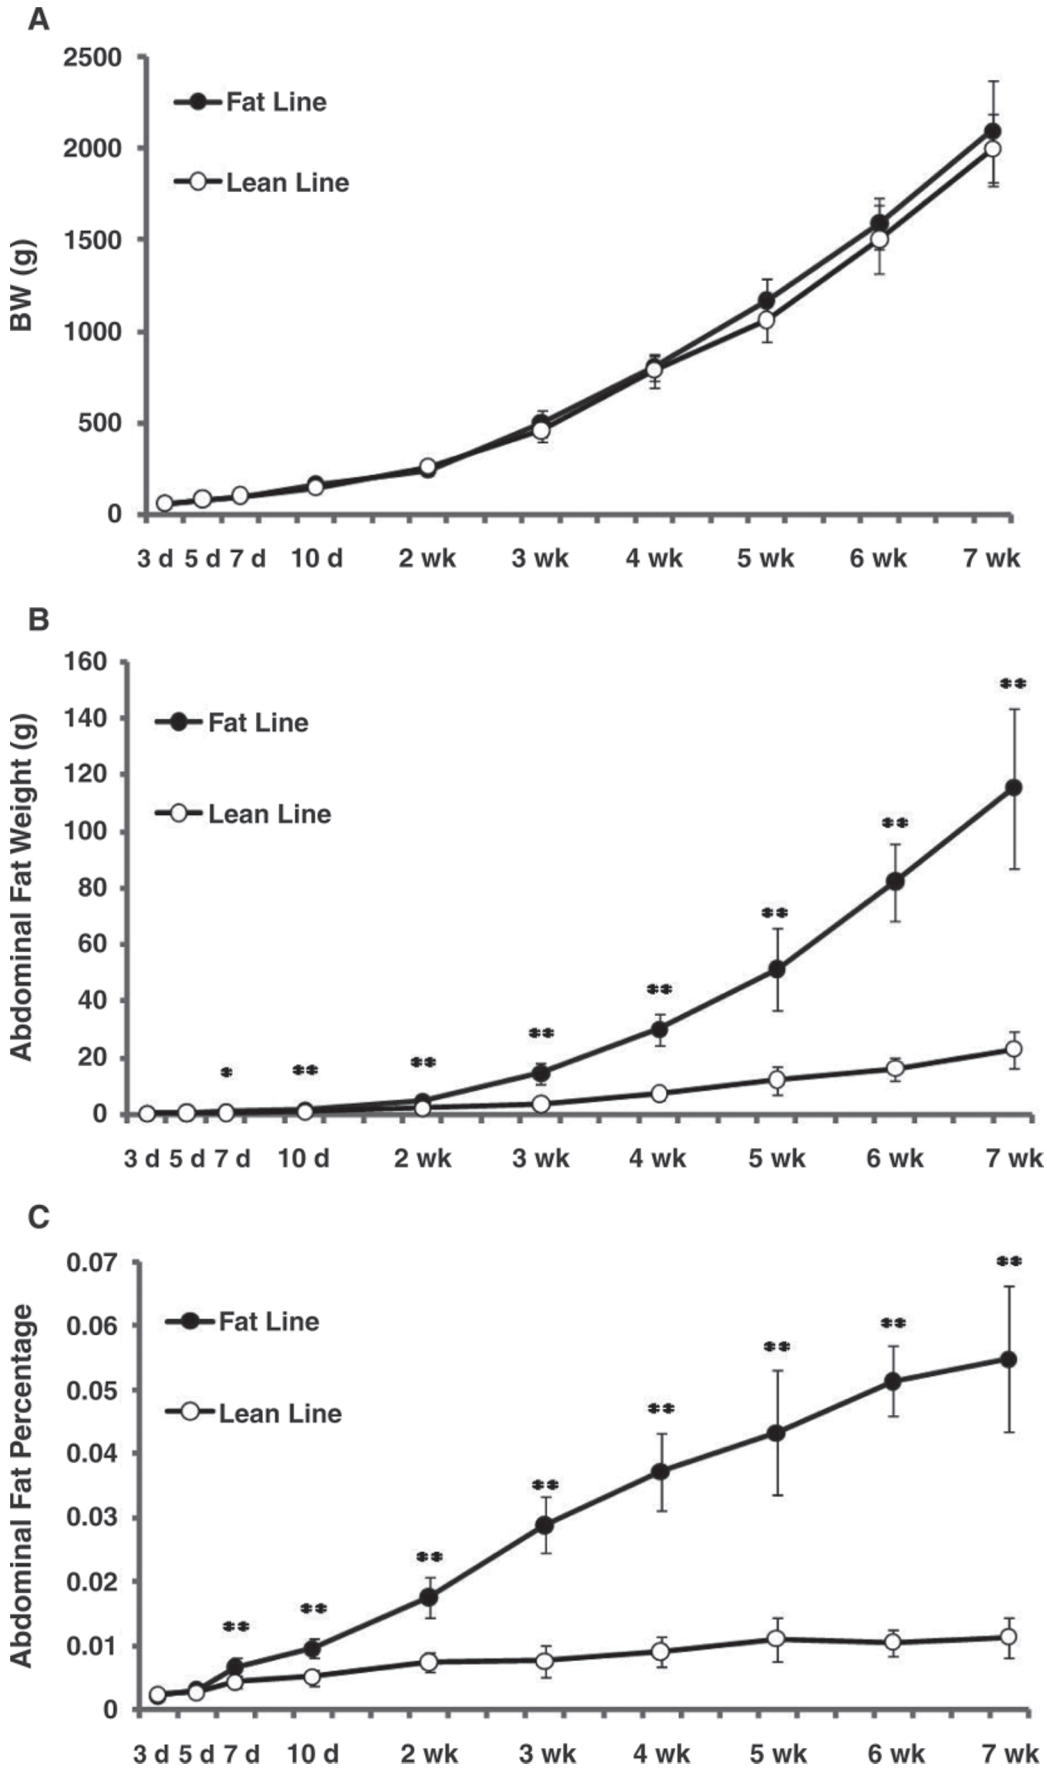 A
2500
2000
1500
1000
500
0
BW (g)
Fat Line
Lean Line
3 d 5 d 7 d 10 d 2 wk 3 wk 4 wk 5 wk 6 wk 7 wk
B
160
140
120
100
80
60
40
20
0
Abdominal Fat Weight (g)
Fat Line
Lean Line
* ** ** ** ** ** ** **
3 d 5 d 7 d 10 d 2 wk 3 wk 4 wk 5 wk 6 wk 7 wk
C
0.07
0.06
0.05
0.04
0.03
0.02
0.01
0
Abdominal Fat Percentage
Fat Line
Lean Line
** ** ** ** ** ** ** **
3 d 5 d 7 d 10 d 2 wk 3 wk 4 wk 5 wk 6 wk 7 wk